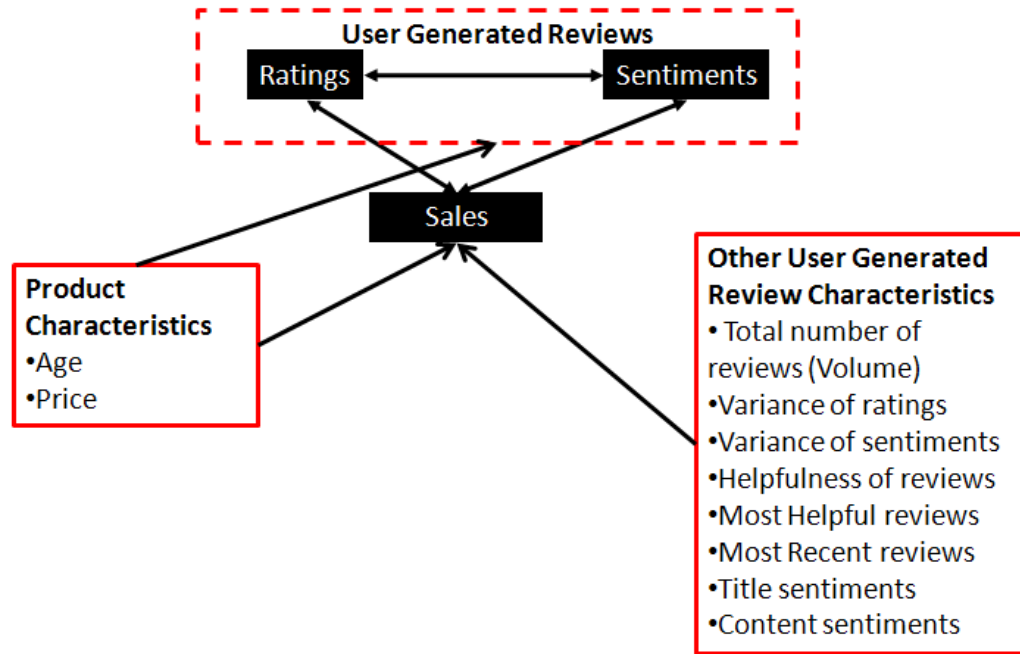 User Generated Reviews
Ratings
Sentiments
Sales
Product
Characteristics
•Age
•Price
Other User Generated
Review Characteristics
• Total number of
reviews (Volume)
•Variance of ratings
•Variance of sentiments
•Helpfulness of reviews
•Most Helpful reviews
•Most Recent reviews
•Title sentiments
•Content sentiments